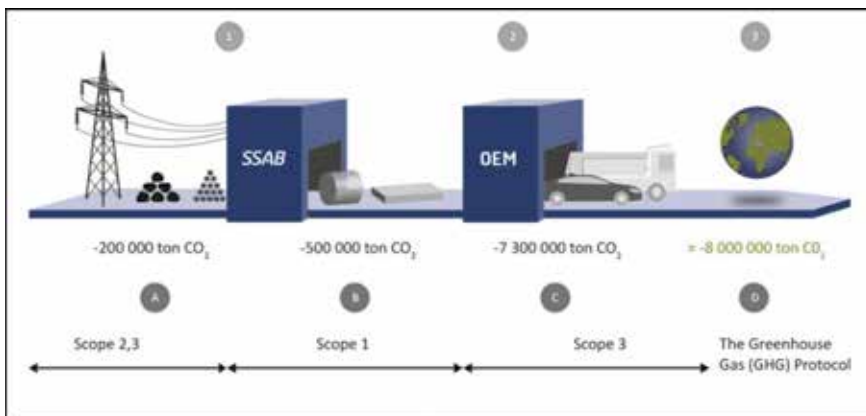 1 2 3
SSAB OEM
-200 000 ton CO₂ -500 000 ton CO₂ -7 300 000 ton CO₂ = -8 000 000 ton C0₂
A B C D
Scope 2,3 Scope 1 Scope 3 The Greenhouse
Gas (GHG) Protocol